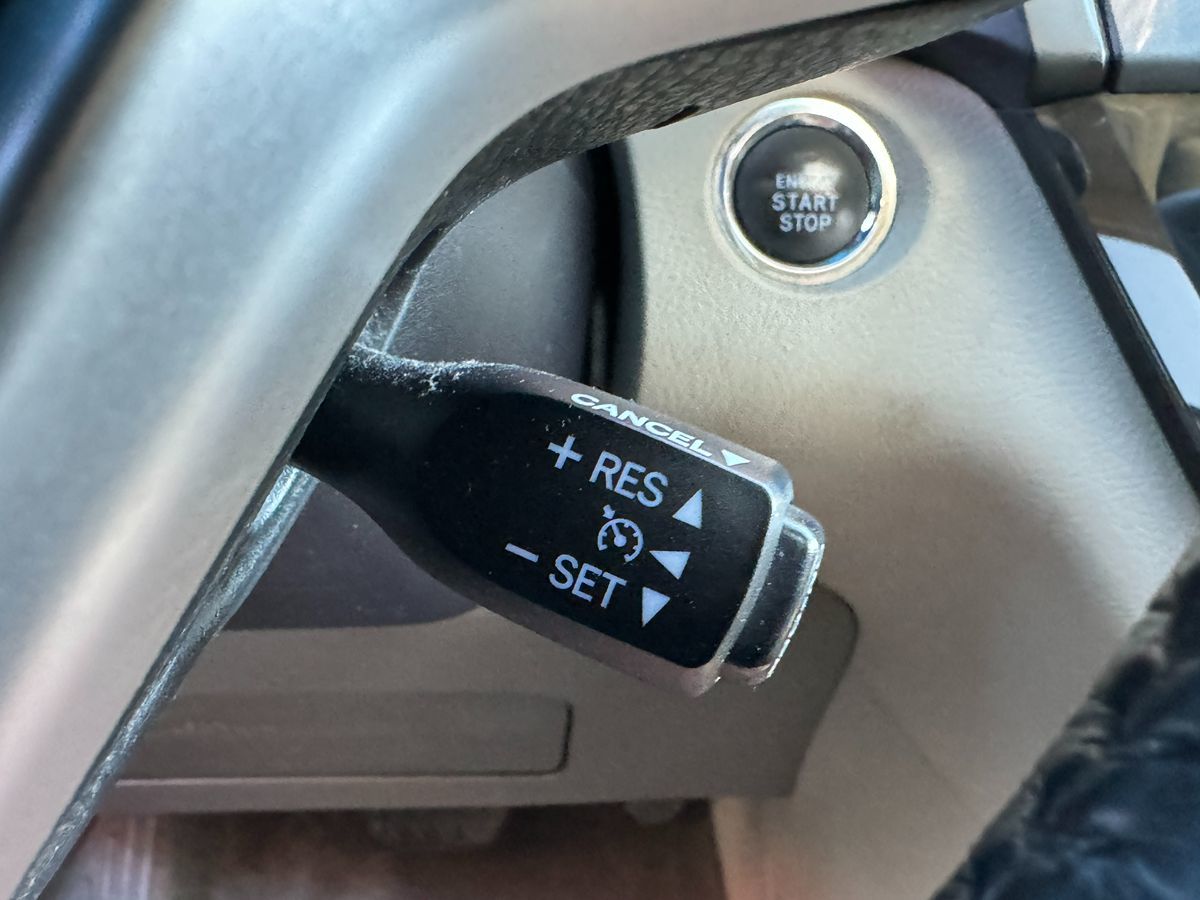 ENGINE
START
STOP
CANCEL
+ RES
- SET